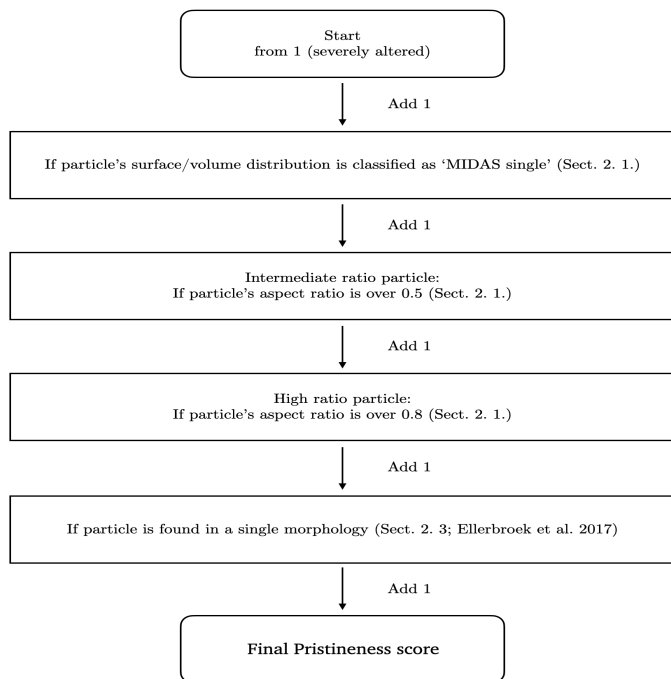 Start
from 1 (severely altered)
Add 1
If particle's surface/volume distribution is classified as ‘MIDAS single’ (Sect. 2. 1.)
Add 1
Intermediate ratio particle:
If particle's aspect ratio is over 0.5 (Sect. 2. 1.)
Add 1
High ratio particle:
If particle's aspect ratio is over 0.8 (Sect. 2. 1.)
Add 1
If particle is found in a single morphology (Sect. 2. 3; Ellerbroek et al. 2017)
Add 1
Final Pristineness score